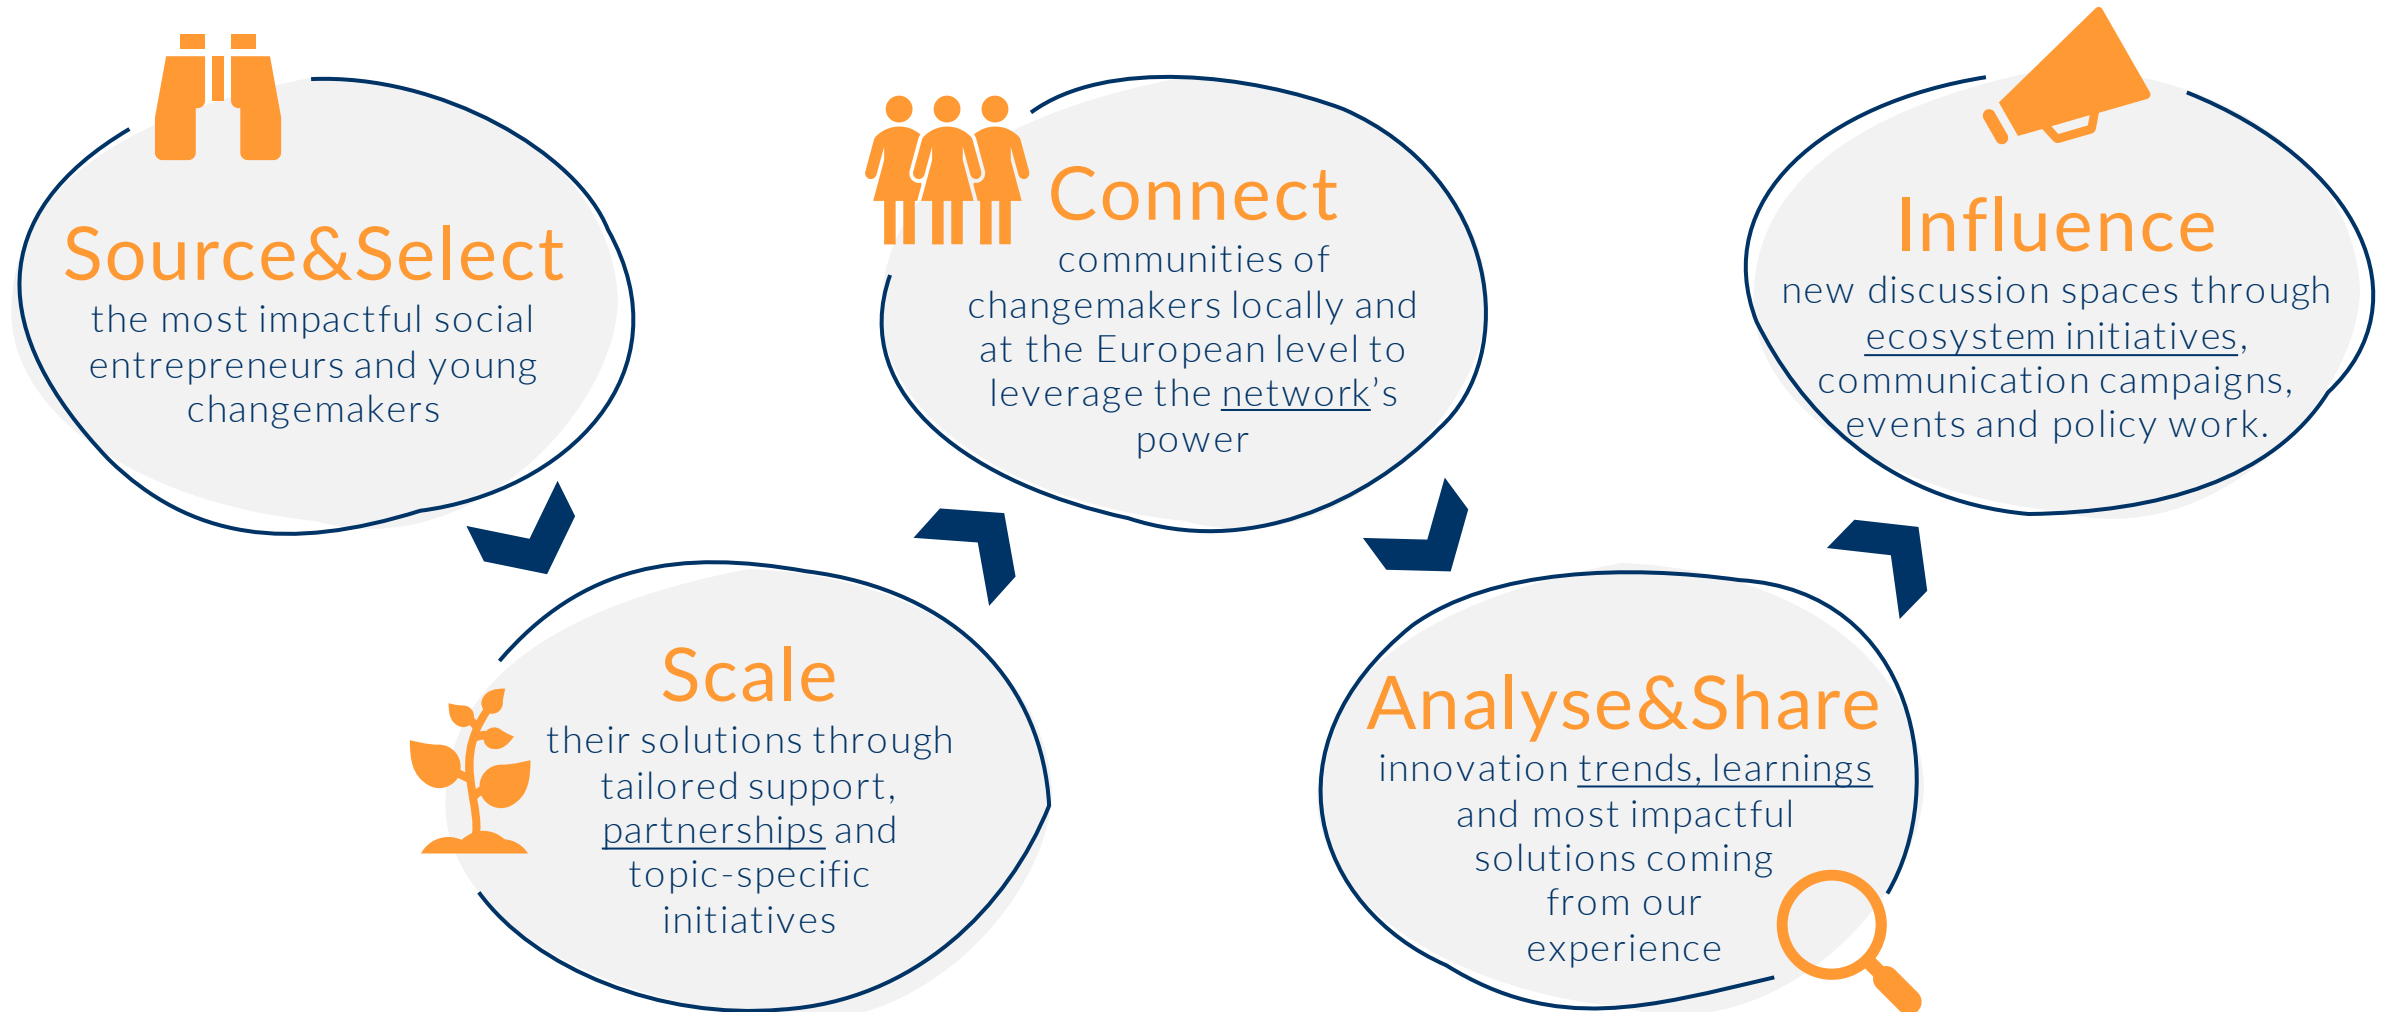 Source&Select
the most impactful social
entrepreneurs and young
changemakers
Scale
their solutions through
tailored support,
partnerships and
topic-specific
initiatives
Connect
communities of
changemakers locally and
at the European level to
leverage the network’s
power
Analyse&Share
innovation trends, learnings
and most impactful
solutions coming
from our
experience
Influence
new discussion spaces through
ecosystem initiatives,
communication campaigns,
events and policy work.